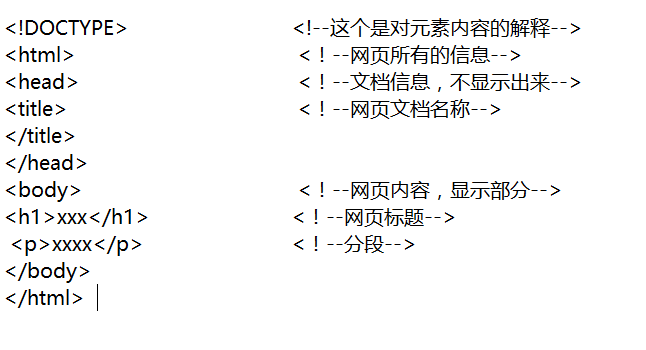 <!DOCTYPE> <!--这个是对元素内容的解释-->
<html> <！--网页所有的信息-->
<head> <！--文档信息，不显示出来-->
<title> <！--网页文档名称-->
</title>
</head>
<body> <！--网页内容，显示部分-->
<h1>xxx</h1> <！--网页标题-->
<p>xxxx</p> <！--分段-->
</body>
</html>